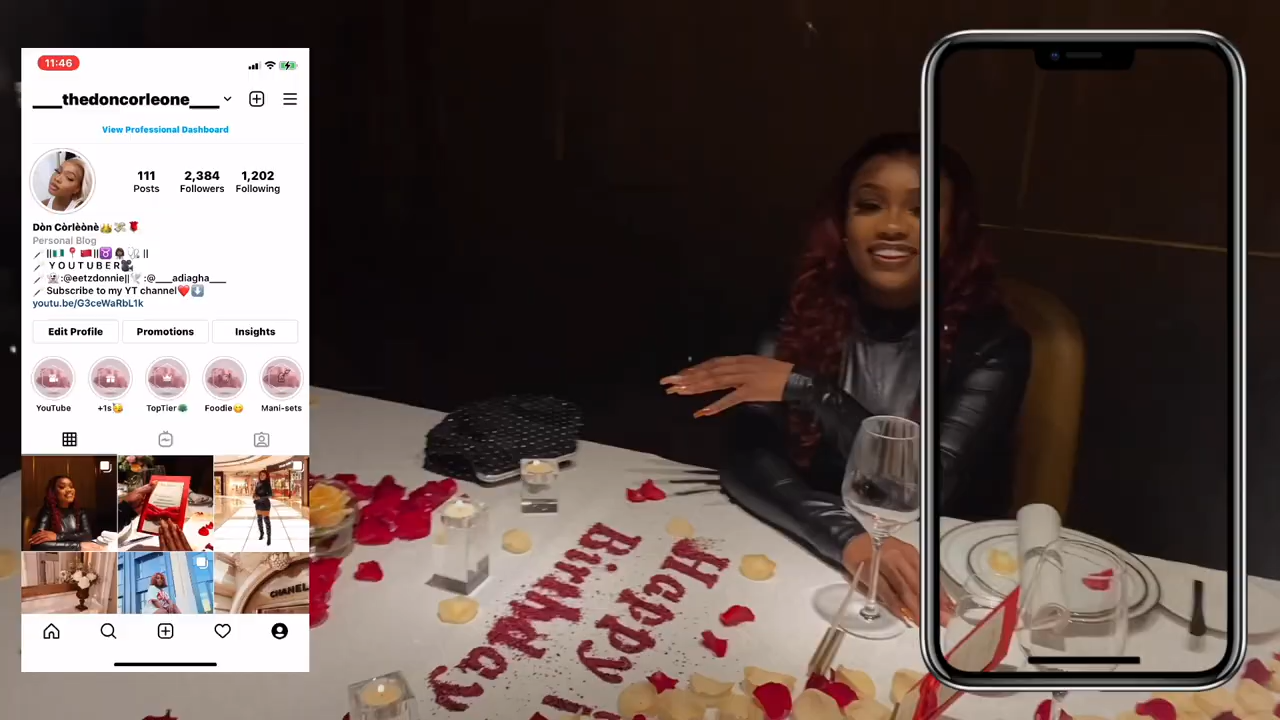 11:46
___thedoncorleone___
View Professional Dashboard
111 2,384 1,202
Posts Followers Following
Dòn Còrlèònè👑💸🌹
Personal Blog
||🇳🇬📍🇨🇳||♉👩🏿‍⚕️🩺||
Y O U T U B E R🎥
👻:@eetzdonnie||🕊:@___adiagha___
Subscribe to my YT channel❤️⬇️
youtu.be/G3ceWaRbL1k
Edit Profile Promotions Insights
YouTube +1s🥳 TopTier Foodie😋 Mani-sets
CHANEL
Happy
Birthday